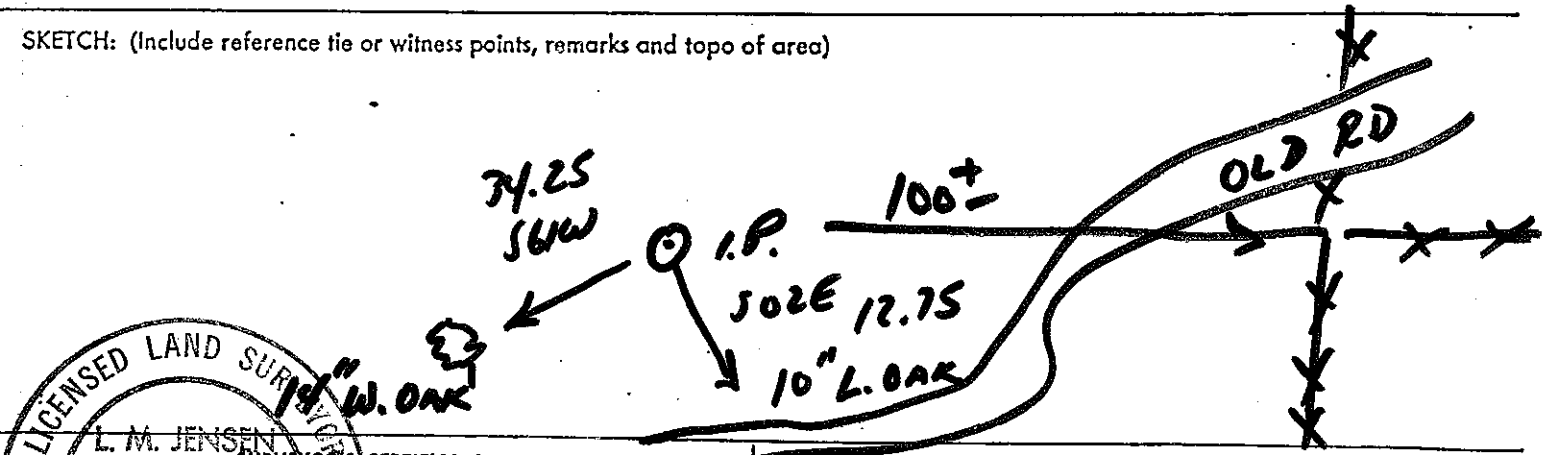 SKETCH: (Include reference tie or witness points, remarks and topo of area)
OLD RD
34.25
S61W
I.P.
100±
S02E 12.75
10" L. OAK
14" W. OAK
LICENSED LAND
L. M. JENSEN